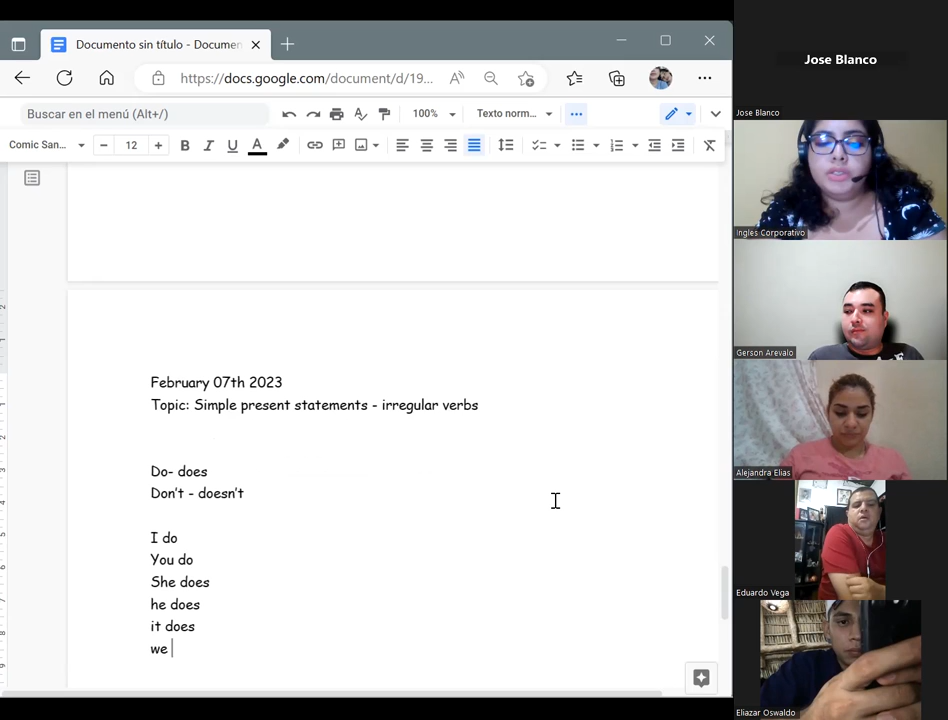 Documento sin título - Documen
https://docs.google.com/document/d/19...
Buscar en el menú (Alt+/)
100%
Texto norm...
Comic San...
12
February 07th 2023
Topic: Simple present statements - irregular verbs
Do- does
Don't - doesn't
I do
You do
She does
he does
it does
we
Jose Blanco
Jose Blanco
Ingles Corporativo
Gerson Arevalo
Alejandra Elias
Eduardo Vega
Eliazar Oswaldo